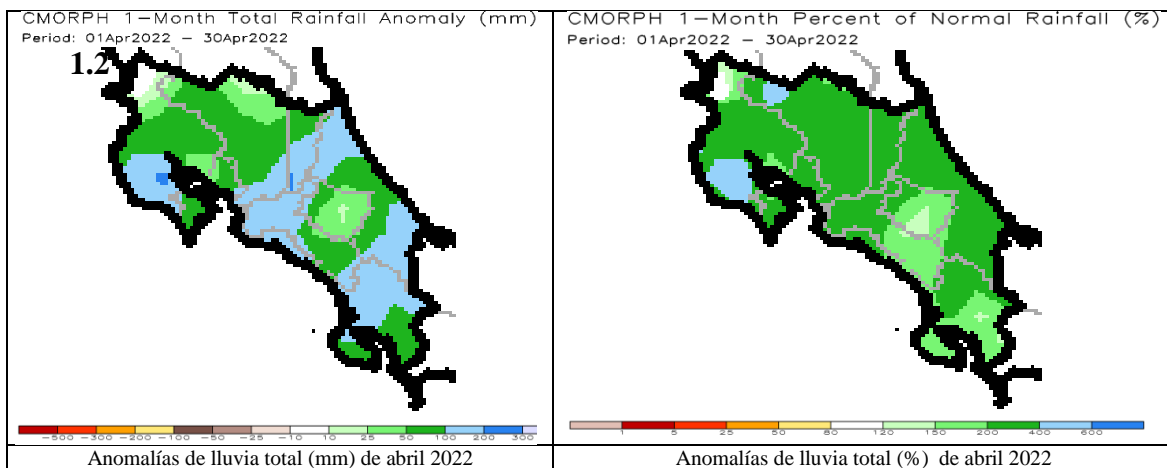 CMORPH 1-Month Total Rainfall Anomaly (mm)
Period: 01Apr2022 - 30Apr2022
1.2
-500 -300 -200 -100 -50 -25 -10 10 25 50 100 200 300
Anomalías de lluvia total (mm) de abril 2022
CMORPH 1-Month Percent of Normal Rainfall (%)
Period: 01Apr2022 - 30Apr2022
1 5 25 50 80 120 150 200 400 600
Anomalías de lluvia total (%) de abril 2022